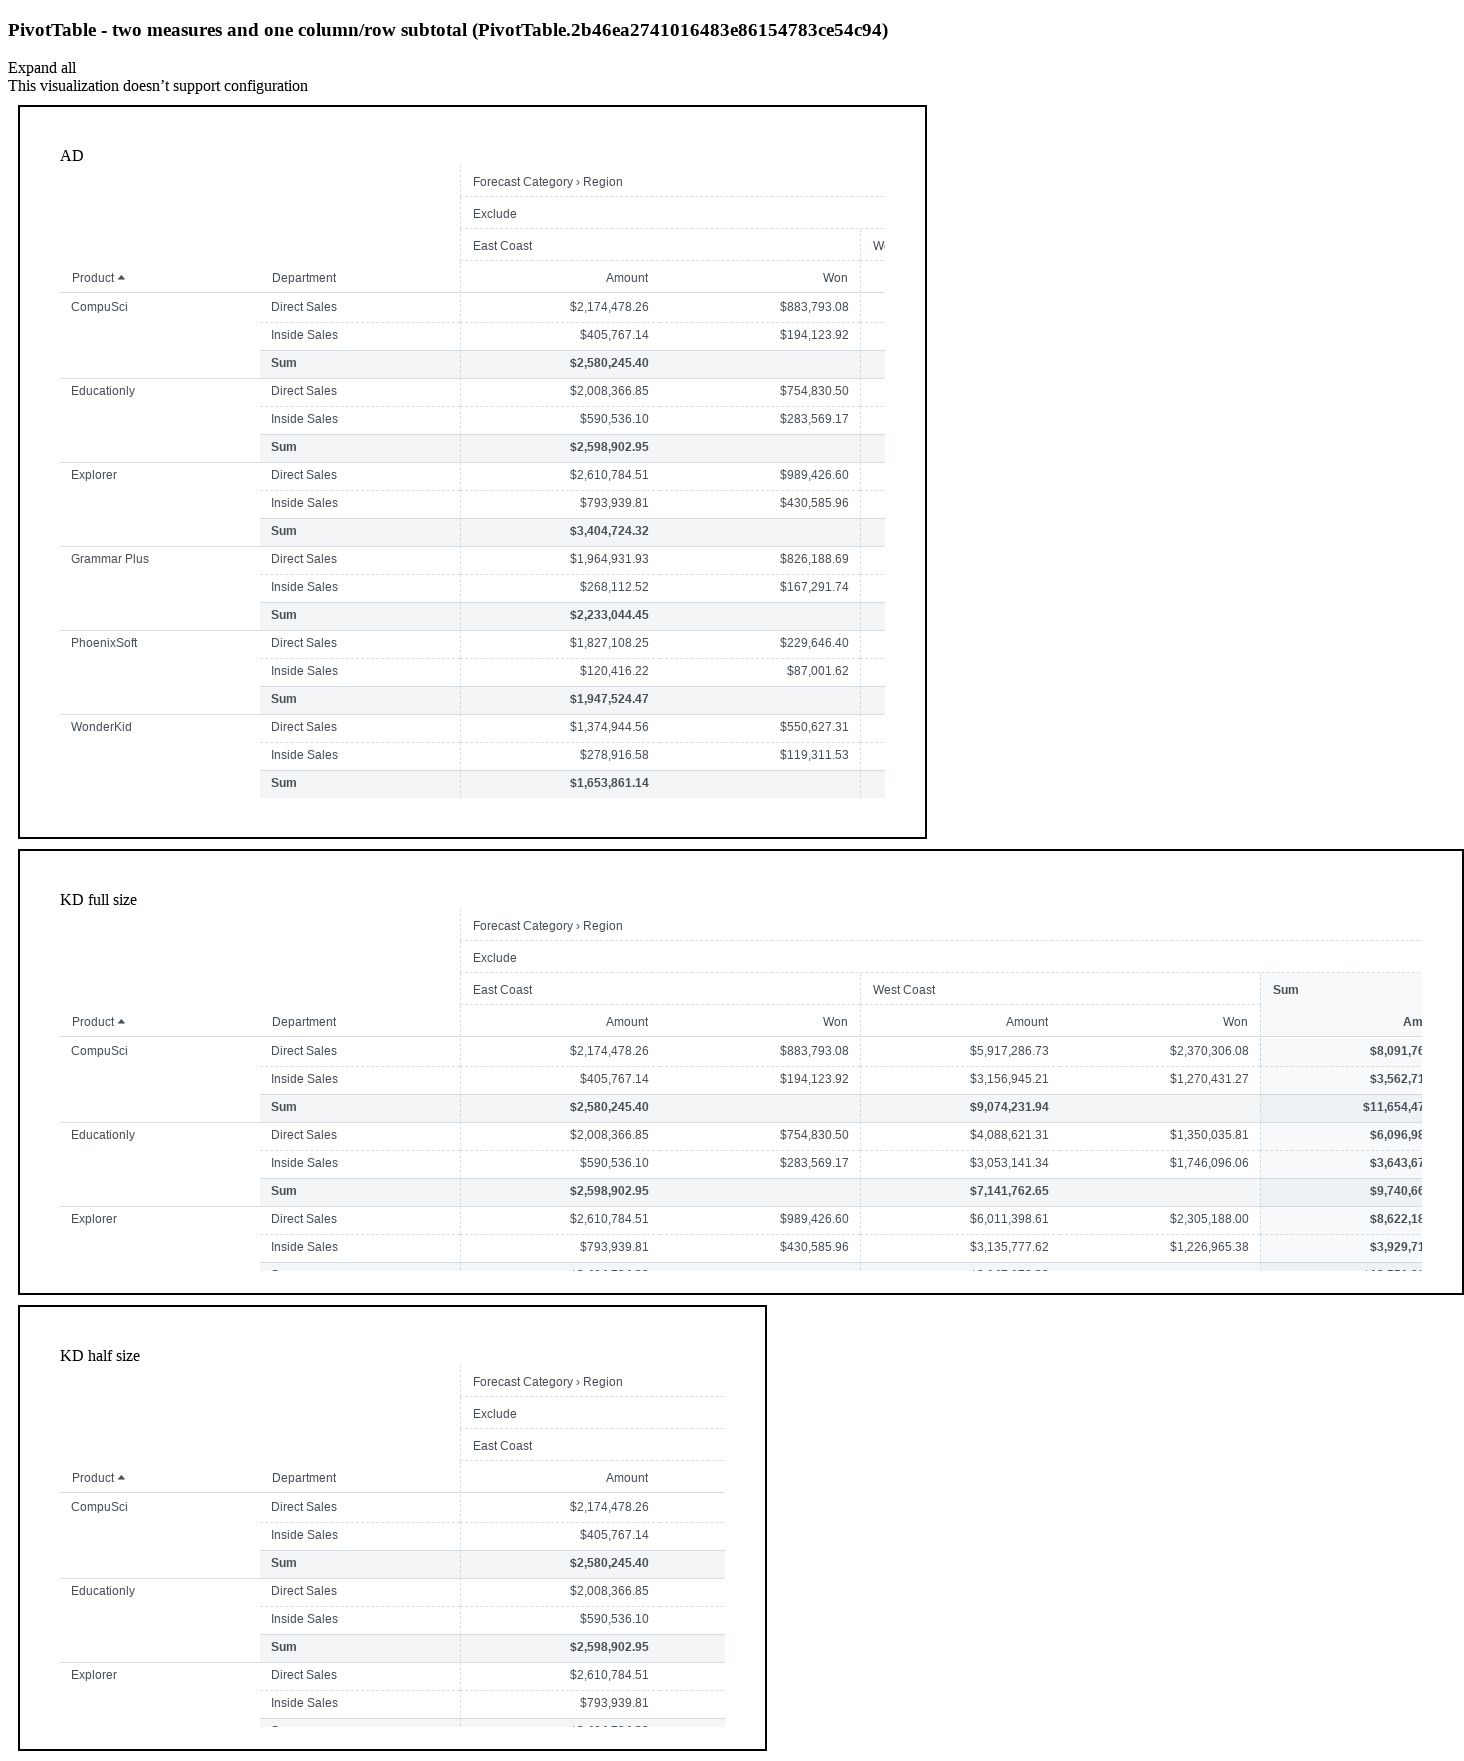 PivotTable - two measures and one column/row subtotal (PivotTable.2b46ea2741016483e86154783ce54c94)
Expand all
This visualization doesn’t support configuration
AD
Forecast Category › Region
Exclude
East Coast
Product Department Amount Won
CompuSci Direct Sales $2,174,478.26 $883,793.08
Inside Sales $405,767.14 $194,123.92
Sum $2,580,245.40
Educationly Direct Sales $2,008,366.85 $754,830.50
Inside Sales $590,536.10 $283,569.17
Sum $2,598,902.95
Explorer Direct Sales $2,610,784.51 $989,426.60
Inside Sales $793,939.81 $430,585.96
Sum $3,404,724.32
Grammar Plus Direct Sales $1,964,931.93 $826,188.69
Inside Sales $268,112.52 $167,291.74
Sum $2,233,044.45
PhoenixSoft Direct Sales $1,827,108.25 $229,646.40
Inside Sales $120,416.22 $87,001.62
Sum $1,947,524.47
WonderKid Direct Sales $1,374,944.56 $550,627.31
Inside Sales $278,916.58 $119,311.53
Sum $1,653,861.14
KD full size
Forecast Category › Region
Exclude
East Coast West Coast Sum
Product Department Amount Won Amount Won Am
CompuSci Direct Sales $2,174,478.26 $883,793.08 $5,917,286.73 $2,370,306.08 $8,091,76
Inside Sales $405,767.14 $194,123.92 $3,156,945.21 $1,270,431.27 $3,562,71
Sum $2,580,245.40 $9,074,231.94 $11,654,47
Educationly Direct Sales $2,008,366.85 $754,830.50 $4,088,621.31 $1,350,035.81 $6,096,98
Inside Sales $590,536.10 $283,569.17 $3,053,141.34 $1,746,096.06 $3,643,67
Sum $2,598,902.95 $7,141,762.65 $9,740,66
Explorer Direct Sales $2,610,784.51 $989,426.60 $6,011,398.61 $2,305,188.00 $8,622,18
Inside Sales $793,939.81 $430,585.96 $3,135,777.62 $1,226,965.38 $3,929,71
KD half size
Forecast Category › Region
Exclude
East Coast
Product Department Amount
CompuSci Direct Sales $2,174,478.26
Inside Sales $405,767.14
Sum $2,580,245.40
Educationly Direct Sales $2,008,366.85
Inside Sales $590,536.10
Sum $2,598,902.95
Explorer Direct Sales $2,610,784.51
Inside Sales $793,939.81